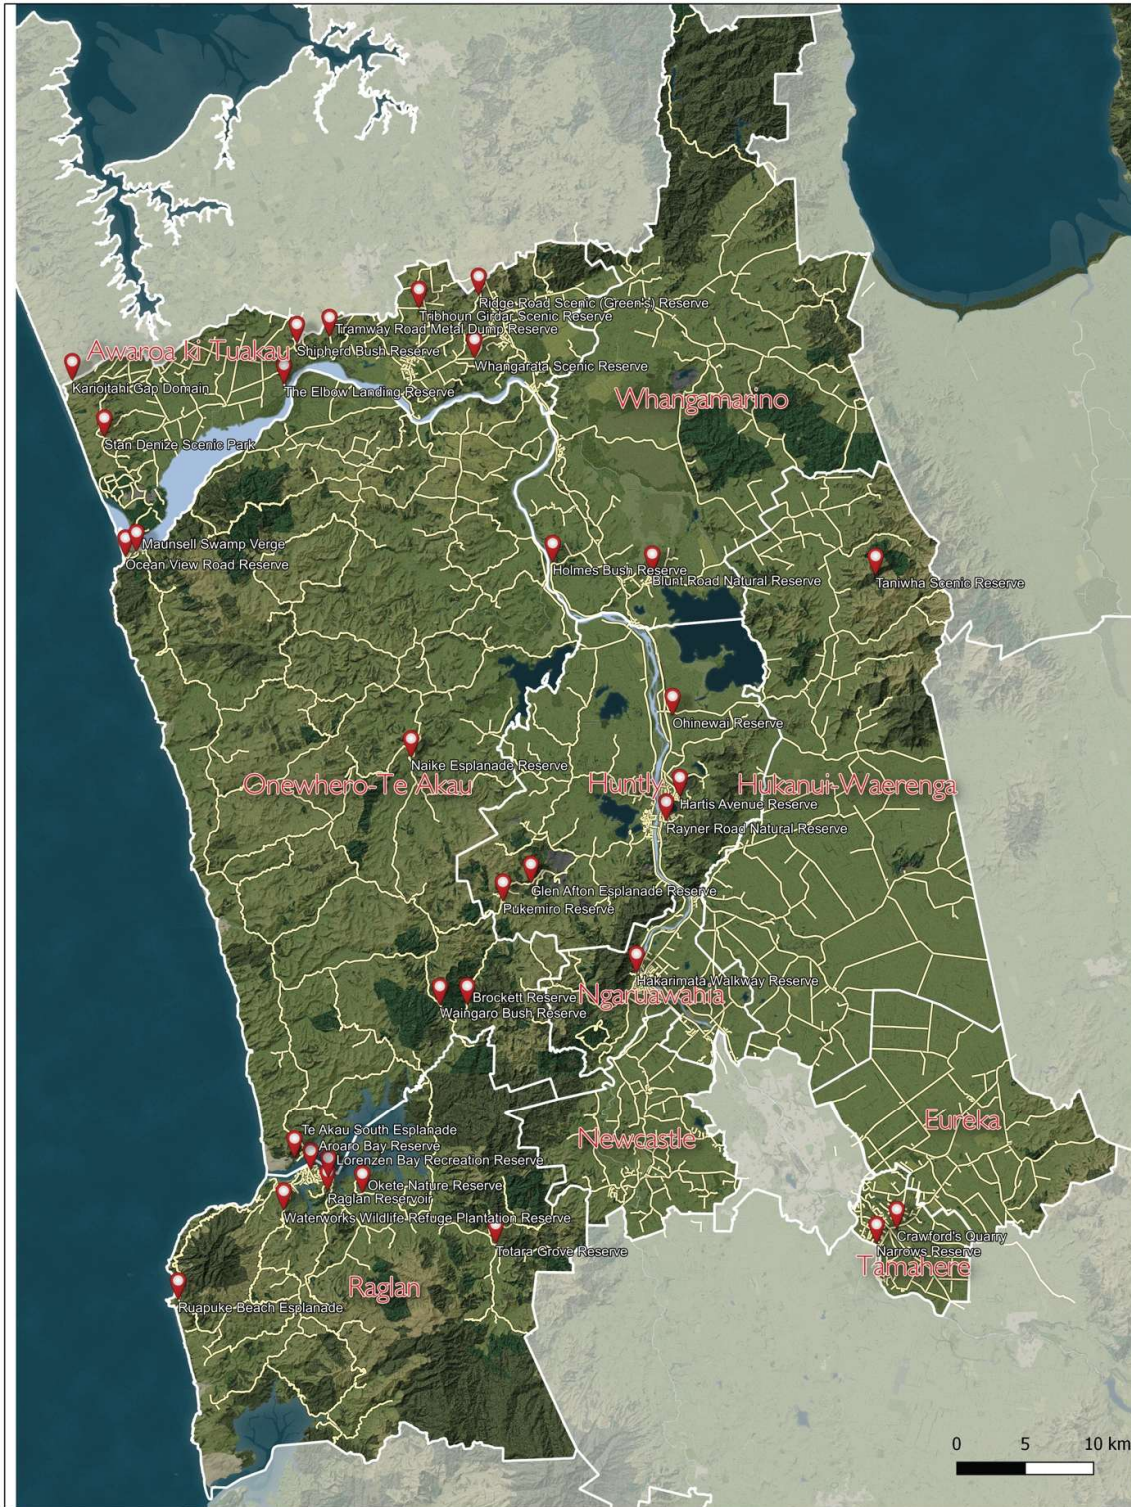 Ridge Road Scenic (Green's) Reserve
Tribhoun Girdar Scenic Reserve
Tramway Road Metal Dump Reserve
Awaroa ki Tuakau
Shipherd Bush Reserve
Whangarata Scenic Reserve
Karioitahi Gap Domain
The Elbow Landing Reserve
Whangamarino
Stan Denize Scenic Park
Maunsell Swamp Verge
Ocean View Road Reserve
Holmes Bush Reserve
Blunt Road Natural Reserve
Taniwha Scenic Reserve
Ohinewai Reserve
Naike Esplanade Reserve
Onewhero-Te Akau
Huntly
Hukanui-Waerenga
Hartis Avenue Reserve
Rayner Road Natural Reserve
Glen Afton Esplanade Reserve
Pukemiro Reserve
Hakarimata Walkway Reserve
Ngaruawahia
Brockett Reserve
Waingaro Bush Reserve
Eureka
Te Akau South Esplanade
Newcastle
Aroaro Bay Reserve
Lorenzen Bay Recreation Reserve
Okete Nature Reserve
Raglan Reservoir
Waterworks Wildlife Refuge Plantation Reserve
Crawford's Quarry
Totara Grove Reserve
Narrows Reserve
Tamahere
Raglan
Ruapuke Beach Esplanade
0 5 10 km